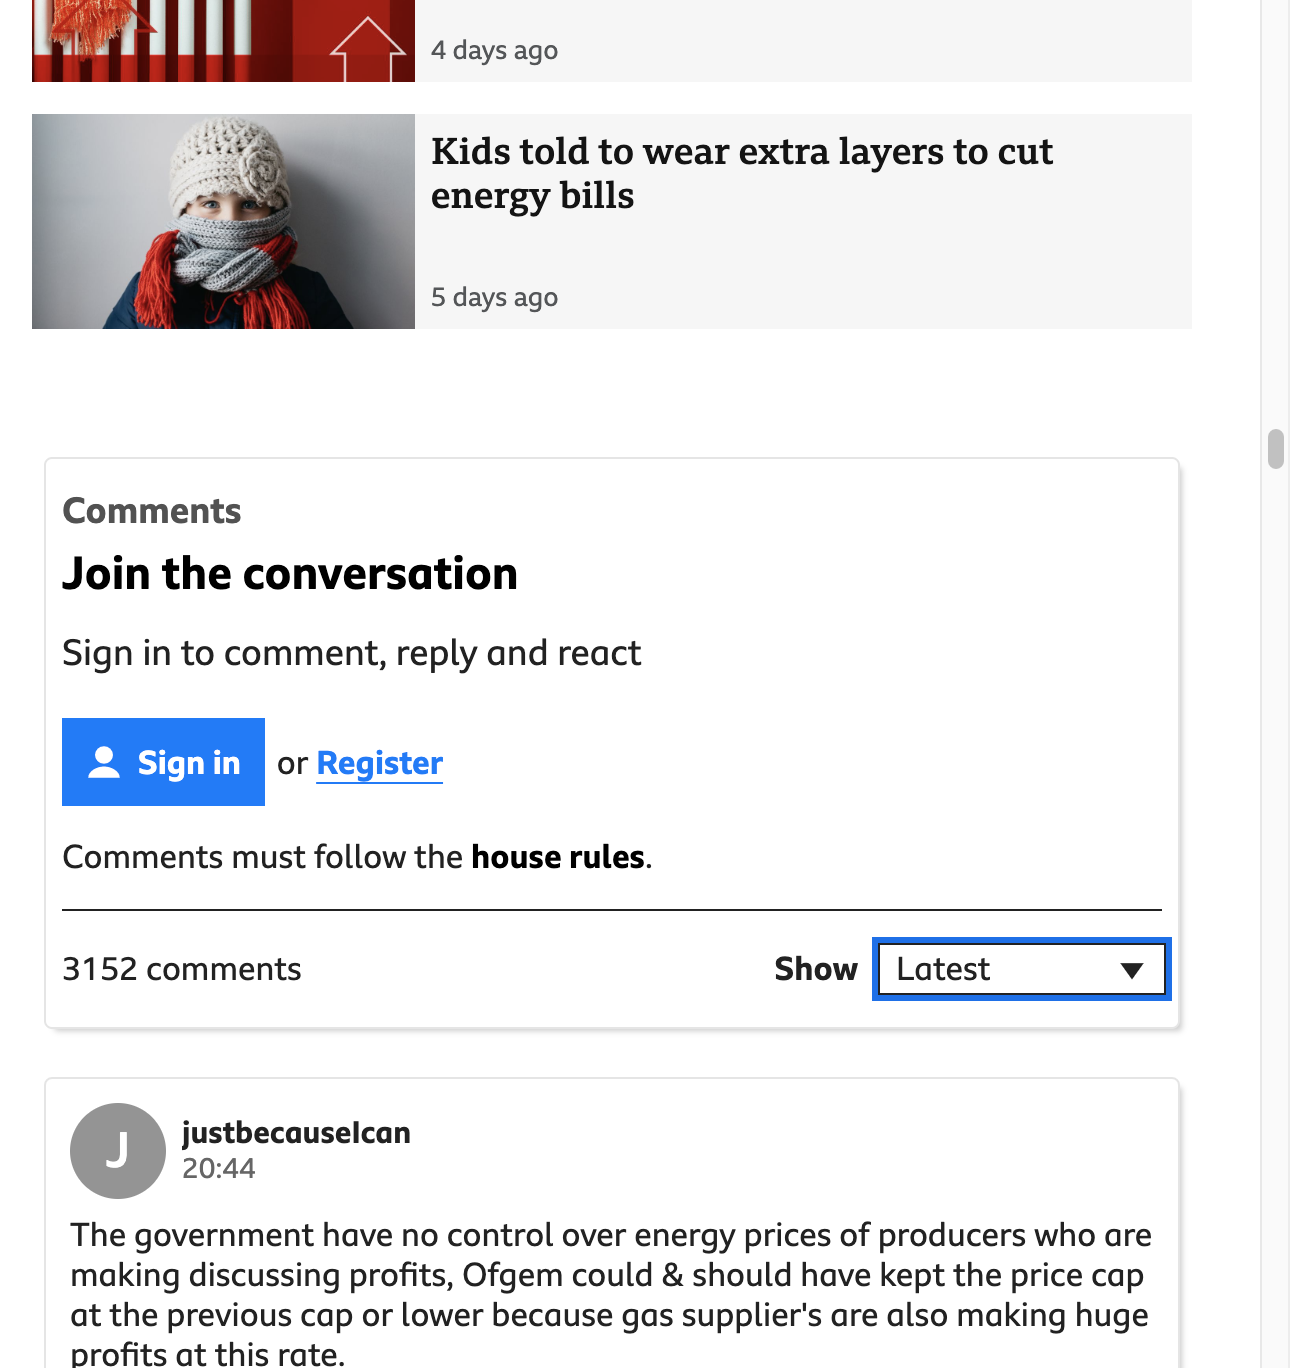 4 days ago
Kids told to wear extra layers to cut
energy bills
5 days ago
Comments
Join the conversation
Sign in to comment, reply and react
Sign in or Register
Comments must follow the house rules.
3152 comments Show Latest
J
justbecauseIcan
20:44
The government have no control over energy prices of producers who are
making discussing profits, Ofgem could & should have kept the price cap
at the previous cap or lower because gas supplier's are also making huge
profits at this rate.